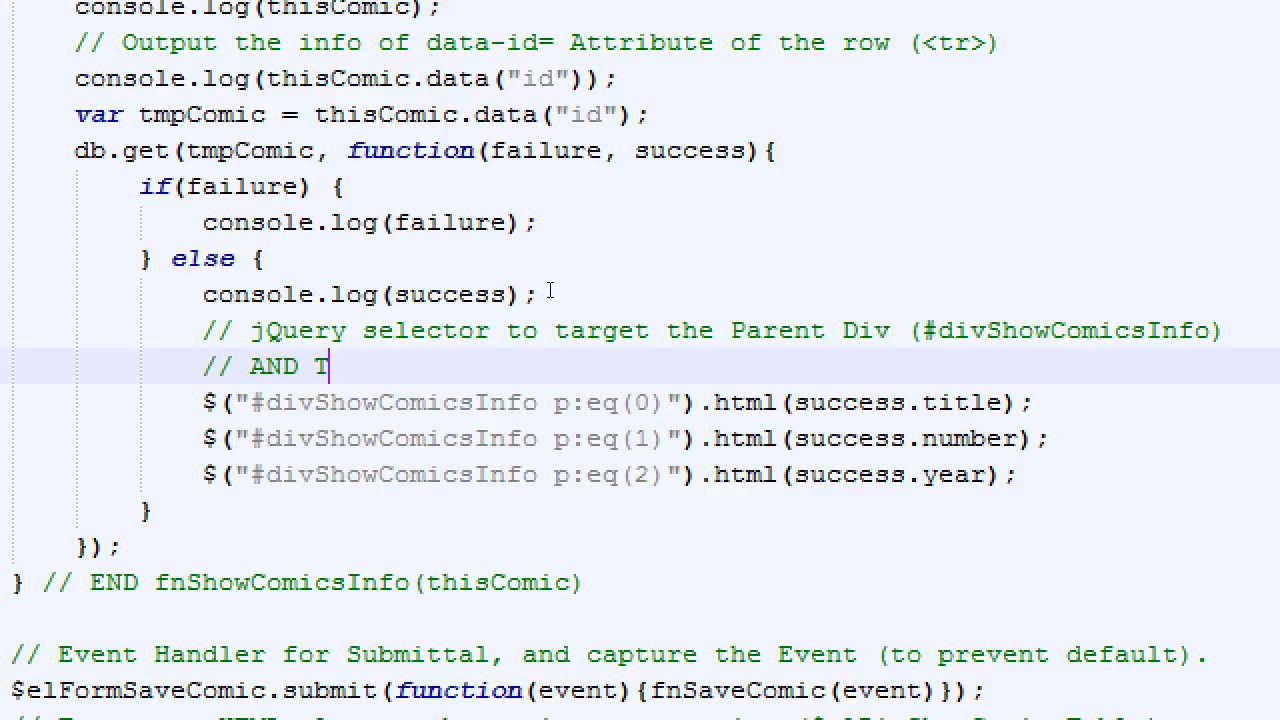 console.log(thisComic);
// Output the info of data-id= Attribute of the row (<tr>)
console.log(thisComic.data("id"));
var tmpComic = thisComic.data("id");
db.get(tmpComic, function(failure, success){
if(failure) {
console.log(failure);
} else {
console.log(success);
// jQuery selector to target the Parent Div (#divShowComicsInfo)
// AND T
$("#divShowComicsInfo p:eq(0)").html(success.title);
$("#divShowComicsInfo p:eq(1)").html(success.number);
$("#divShowComicsInfo p:eq(2)").html(success.year);
}
});
} // END fnShowComicsInfo(thisComic)
// Event Handler for Submittal, and capture the Event (to prevent default).
$elFormSaveComic.submit(function(event){fnSaveComic(event)});